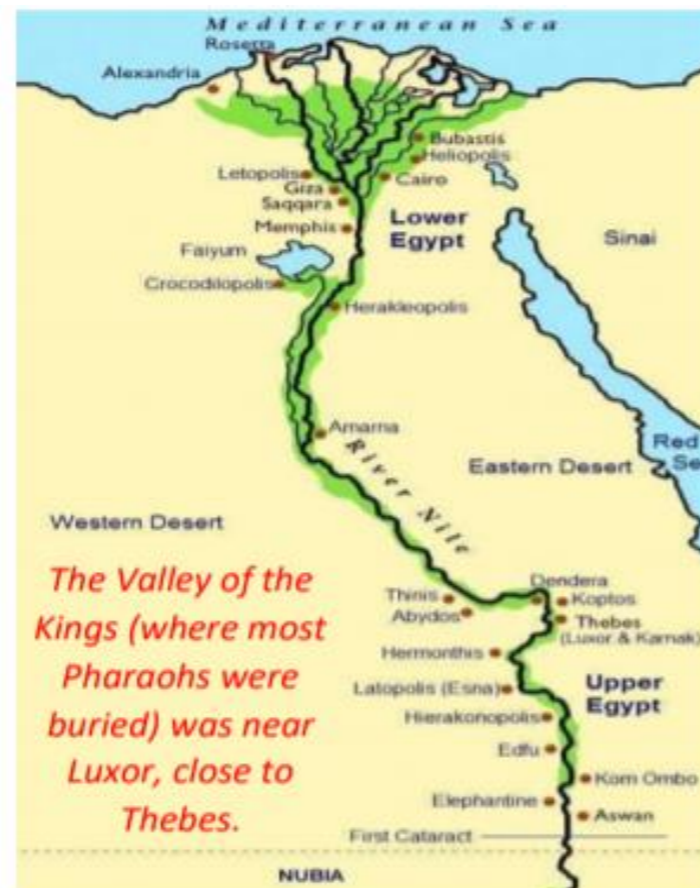 Mediterranean Sea
Rosetta
Alexandria
Bubastis
Heliopolis
Letopolis
Cairo
Giza
Saqqara
Lower
Egypt
Memphis
Sinai
Faiyum
Crocodilopolis
Herakleopolis
Amarna
River Nile
Red
Se
Eastern Desert
Western Desert
The Valley of the
Kings (where most
Pharaohs were
buried) was near
Luxor, close to
Thebes.
Dendera
Thinis
Koptos
Abydos
Thebes
(Luxor & Karnak)
Hermonthis
Latopolis (Esna)
Upper
Egypt
Hierakonopolis
Edfu
Kom Ombo
Elephantine
Aswan
First Cataract
NUBIA